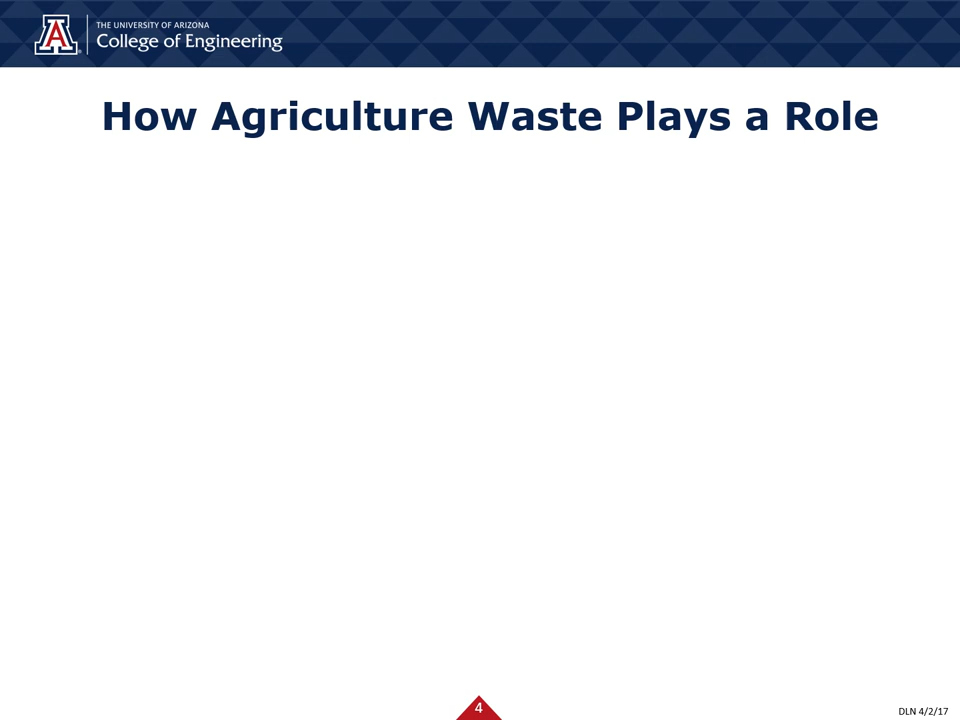 THE UNIVERSITY OF ARIZONA
College of Engineering
How Agriculture Waste Plays a Role
4
DLN 4/2/17